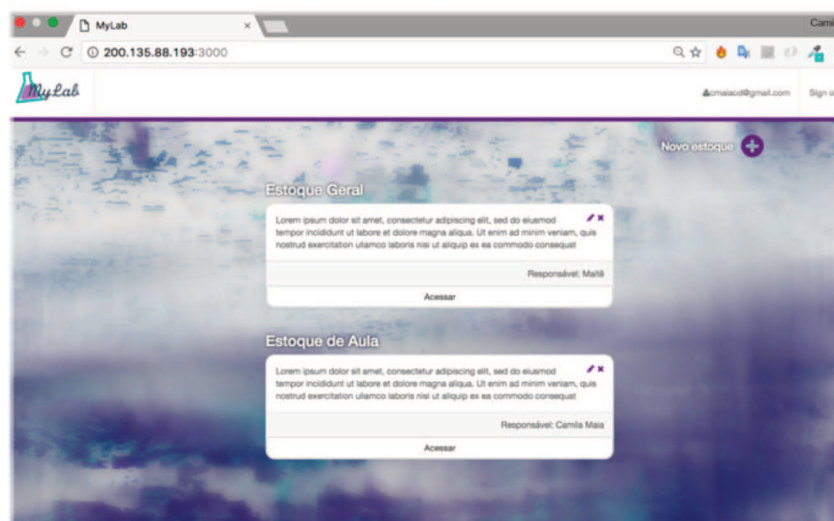 MyLab
Cami
200.135.88.193:3000
MyLab
cmaiacd@gmail.com
Sign o
Novo estoque
Estoque Geral
Lorem ipsum dolor sit amet, consectetur adipiscing elit, sed do eiusmod
tempor incididunt ut labore et dolore magna aliqua. Ut enim ad minim veniam, quis
nostrud exercitation ullamco laboris nisi ut aliquip ex ea commodo consequat
Responsável: Maitê
Acessar
Estoque de Aula
Lorem ipsum dolor sit amet, consectetur adipiscing elit, sed do eiusmod
tempor incididunt ut labore et dolore magna aliqua. Ut enim ad minim veniam, quis
nostrud exercitation ullamco laboris nisi ut aliquip ex ea commodo consequat
Responsável: Camila Maia
Acessar